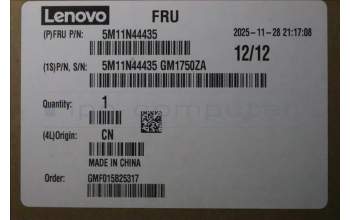 Lenovo FRU
(P)FRU P/N: 5M11N44435 2025-11-28 21:17:08
12/12
(1S)P/N, S/N: 5M11N44435 GM1750ZA
Quantity: 1
(4L)Origin: CN
MADE IN CHINA
Order: GMF015825317